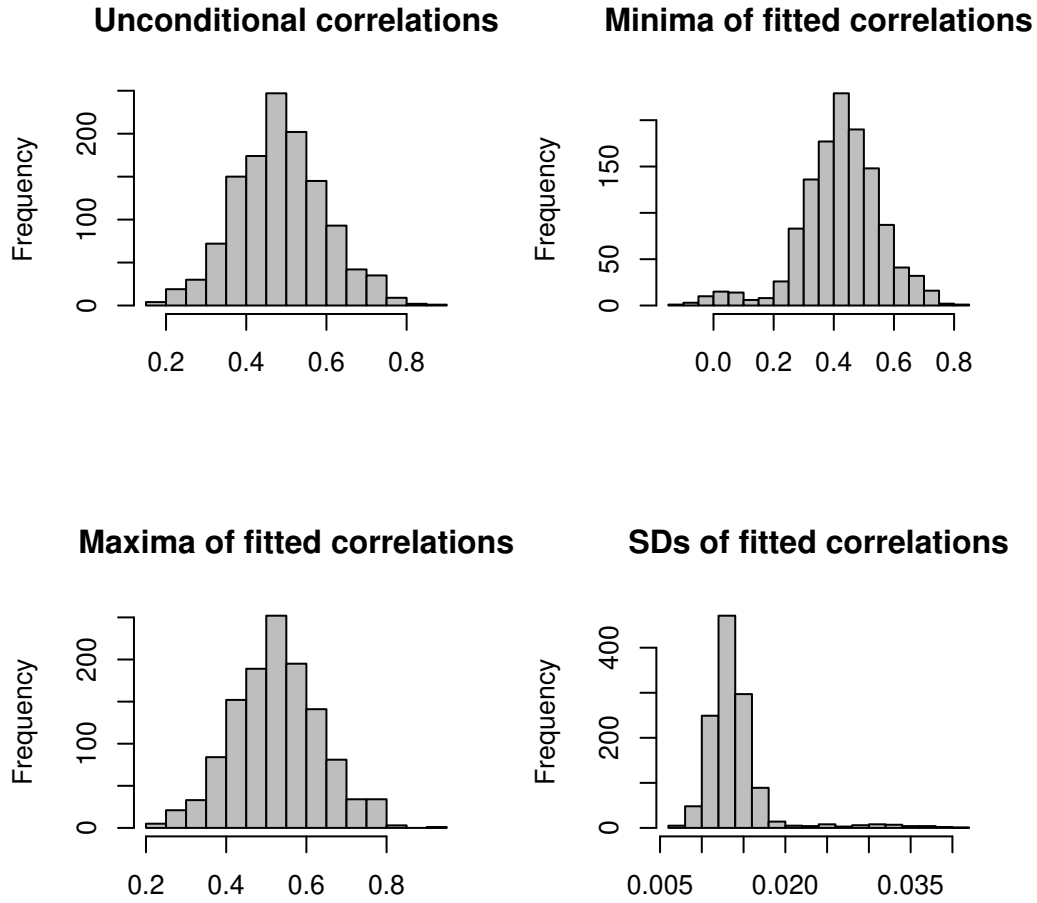 Unconditional correlations
Frequency
0 100 200
0.2 0.4 0.6 0.8
Minima of fitted correlations
Frequency
0 50 150
0.0 0.2 0.4 0.6 0.8
Maxima of fitted correlations
Frequency
0 100 200
0.2 0.4 0.6 0.8
SDs of fitted correlations
Frequency
0 200 400
0.005 0.020 0.035